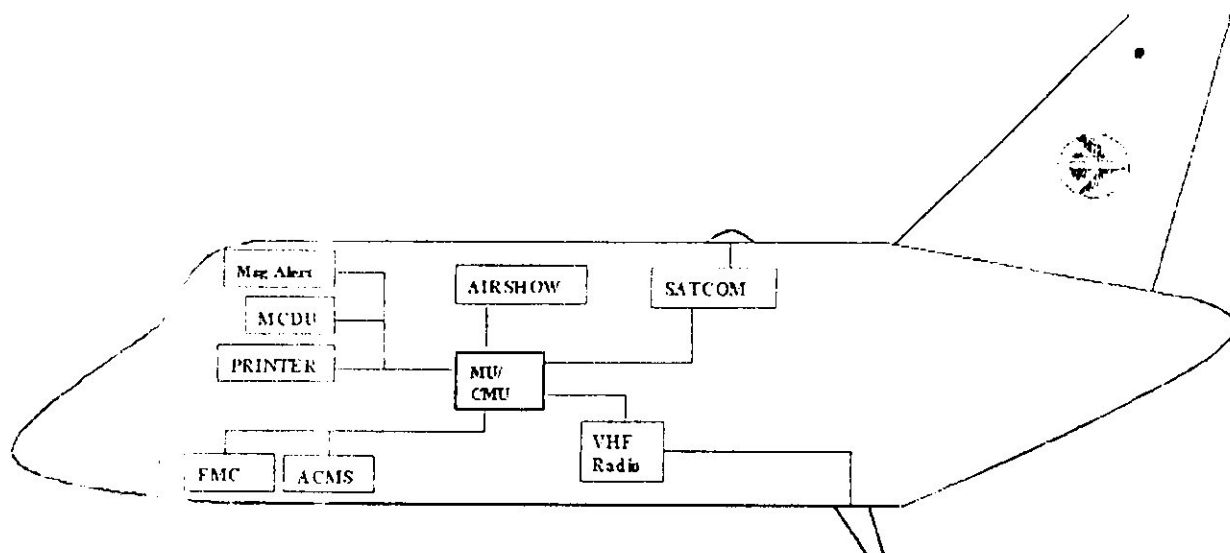 Msg Alert
AIRSHOW
SATCOM
MCDU
PRINTER
MU/
CMU
VHF
Radio
FMC
ACMS